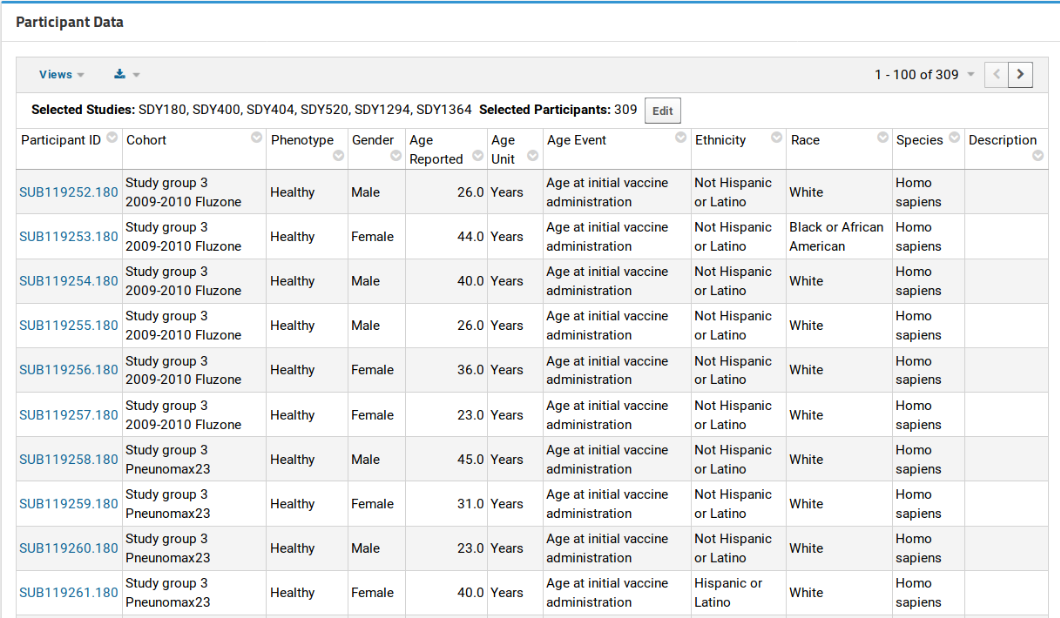 Participant Data
Views 1 - 100 of 309
Selected Studies: SDY180, SDY400, SDY404, SDY520, SDY1294, SDY1364 Selected Participants: 309 Edit
Participant ID Cohort Phenotype Gender Age Reported Age Unit Age Event Ethnicity Race Species Description
SUB119252.180 Study group 3 2009-2010 Fluzone Healthy Male 26.0 Years Age at initial vaccine administration Not Hispanic or Latino White Homo sapiens
SUB119253.180 Study group 3 2009-2010 Fluzone Healthy Female 44.0 Years Age at initial vaccine administration Not Hispanic or Latino Black or African American Homo sapiens
SUB119254.180 Study group 3 2009-2010 Fluzone Healthy Male 40.0 Years Age at initial vaccine administration Not Hispanic or Latino White Homo sapiens
SUB119255.180 Study group 3 2009-2010 Fluzone Healthy Male 26.0 Years Age at initial vaccine administration Not Hispanic or Latino White Homo sapiens
SUB119256.180 Study group 3 2009-2010 Fluzone Healthy Female 36.0 Years Age at initial vaccine administration Not Hispanic or Latino White Homo sapiens
SUB119257.180 Study group 3 2009-2010 Fluzone Healthy Female 23.0 Years Age at initial vaccine administration Not Hispanic or Latino White Homo sapiens
SUB119258.180 Study group 3 Pneunomax23 Healthy Male 45.0 Years Age at initial vaccine administration Not Hispanic or Latino White Homo sapiens
SUB119259.180 Study group 3 Pneunomax23 Healthy Female 31.0 Years Age at initial vaccine administration Not Hispanic or Latino White Homo sapiens
SUB119260.180 Study group 3 Pneunomax23 Healthy Male 23.0 Years Age at initial vaccine administration Not Hispanic or Latino White Homo sapiens
SUB119261.180 Study group 3 Pneunomax23 Healthy Female 40.0 Years Age at initial vaccine administration Hispanic or Latino White Homo sapiens